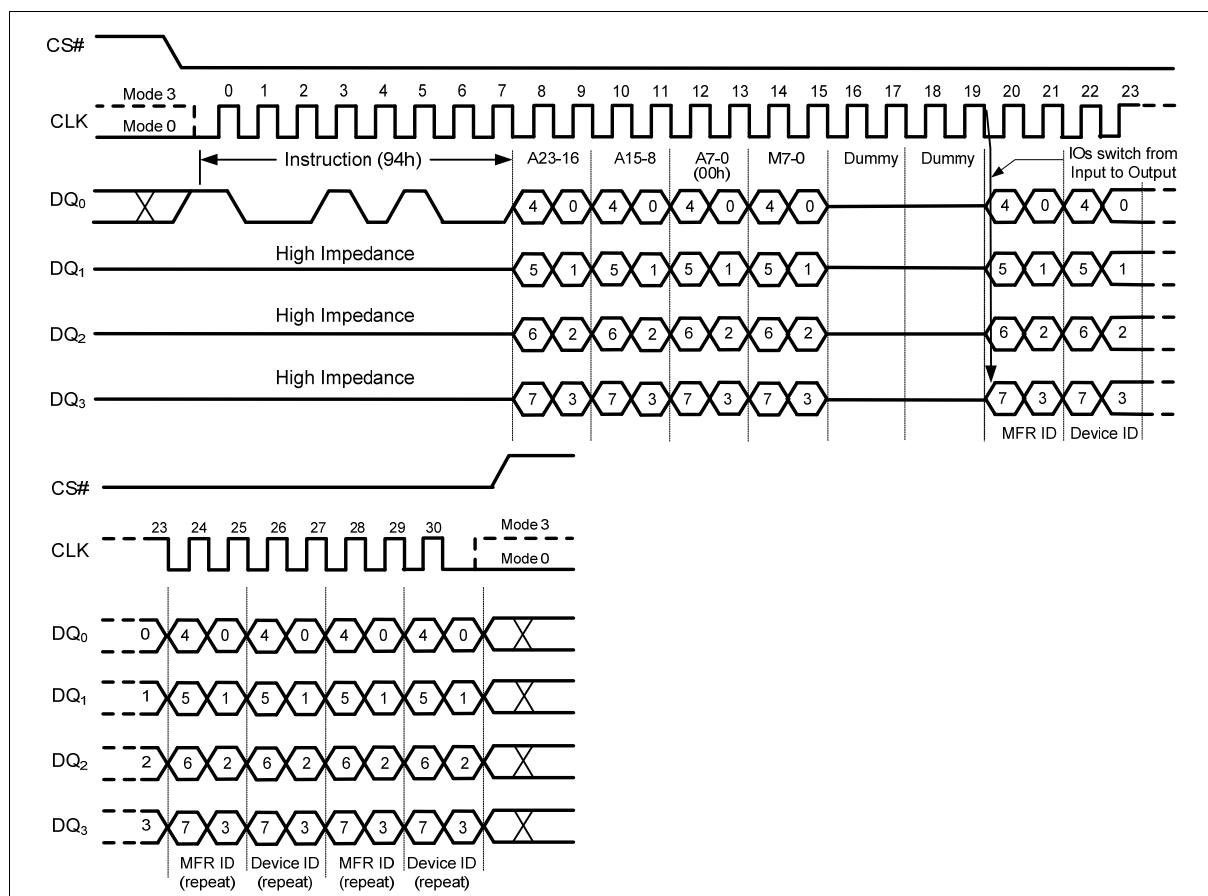 CS#
Mode 3
0 1 2 3 4 5 6 7 8 9 10 11 12 13 14 15 16 17 18 19 20 21 22 23
CLK
Mode 0
Instruction (94h)
A23-16 A15-8 A7-0 M7-0 Dummy Dummy
(00h)
IOs switch from
Input to Output
DQ0 4 0 4 0 4 0 4 0 4 0 4 0
High Impedance
DQ1 5 1 5 1 5 1 5 1 5 1 5 1
High Impedance
DQ2 6 2 6 2 6 2 6 2 6 2 6 2
High Impedance
DQ3 7 3 7 3 7 3 7 3 7 3 7 3
MFR ID Device ID
CS#
23 24 25 26 27 28 29 30
Mode 3
CLK
Mode 0
DQ0 0 4 0 4 0 4 0 4 0
DQ1 1 5 1 5 1 5 1 5 1
DQ2 2 6 2 6 2 6 2 6 2
DQ3 3 7 3 7 3 7 3 7 3
MFR ID Device ID MFR ID Device ID
(repeat) (repeat) (repeat) (repeat)